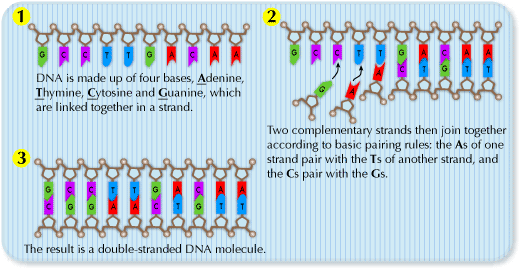 1
G C C T T G A C A A
DNA is made up of four bases, Adenine,
Thymine, Cytosine and Guanine, which
are linked together in a strand.
2
G C C T T G A C A A
G A A C T G T T
Two complementary strands then join together
according to basic pairing rules: the As of one
strand pair with the Ts of another strand, and
the Cs pair with the Gs.
3
G C C T T G A C A A
C G G A A C T G T T
The result is a double-stranded DNA molecule.